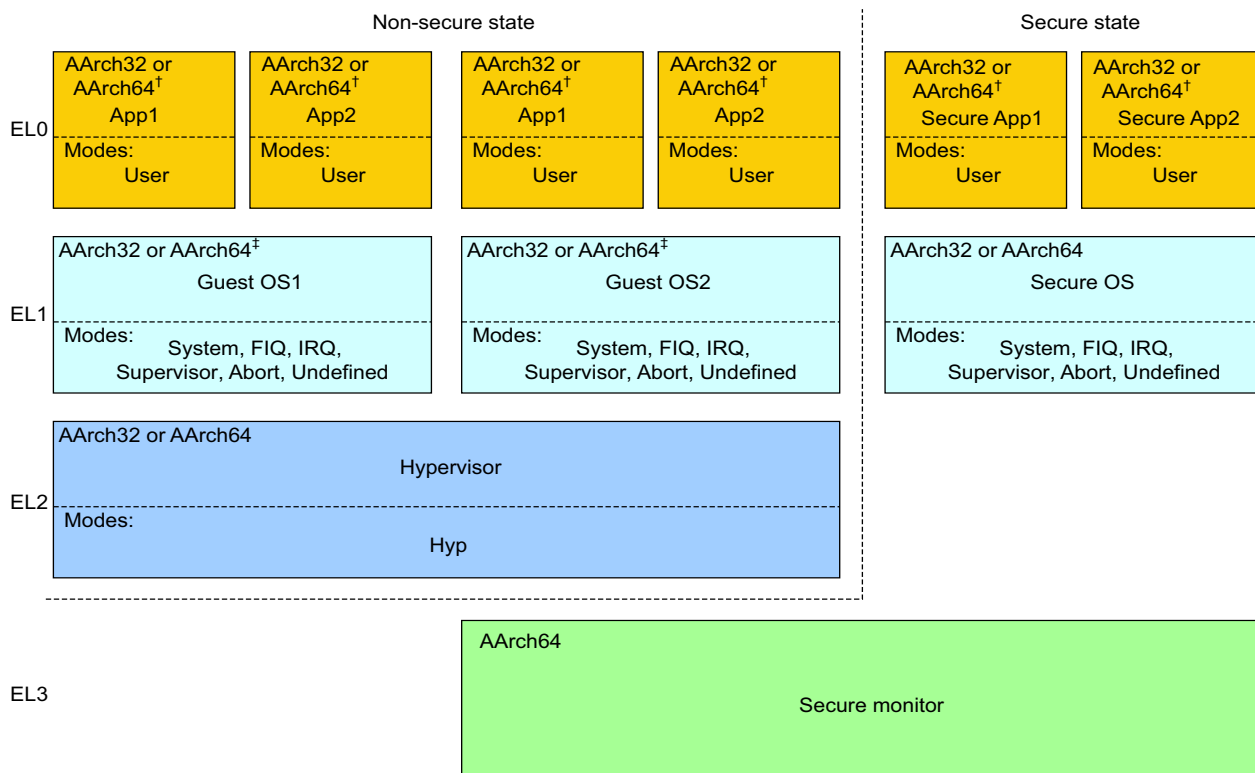 Non-secure state
Secure state
EL0
AArch32 or
AArch64†
App1
Modes:
User
AArch32 or
AArch64†
App2
Modes:
User
AArch32 or
AArch64†
App1
Modes:
User
AArch32 or
AArch64†
App2
Modes:
User
AArch32 or
AArch64†
Secure App1
Modes:
User
AArch32 or
AArch64†
Secure App2
Modes:
User
EL1
AArch32 or AArch64‡
Guest OS1
Modes:
System, FIQ, IRQ,
Supervisor, Abort, Undefined
AArch32 or AArch64‡
Guest OS2
Modes:
System, FIQ, IRQ,
Supervisor, Abort, Undefined
AArch32 or AArch64
Secure OS
Modes:
System, FIQ, IRQ,
Supervisor, Abort, Undefined
EL2
AArch32 or AArch64
Hypervisor
Modes:
Hyp
EL3
AArch64
Secure monitor